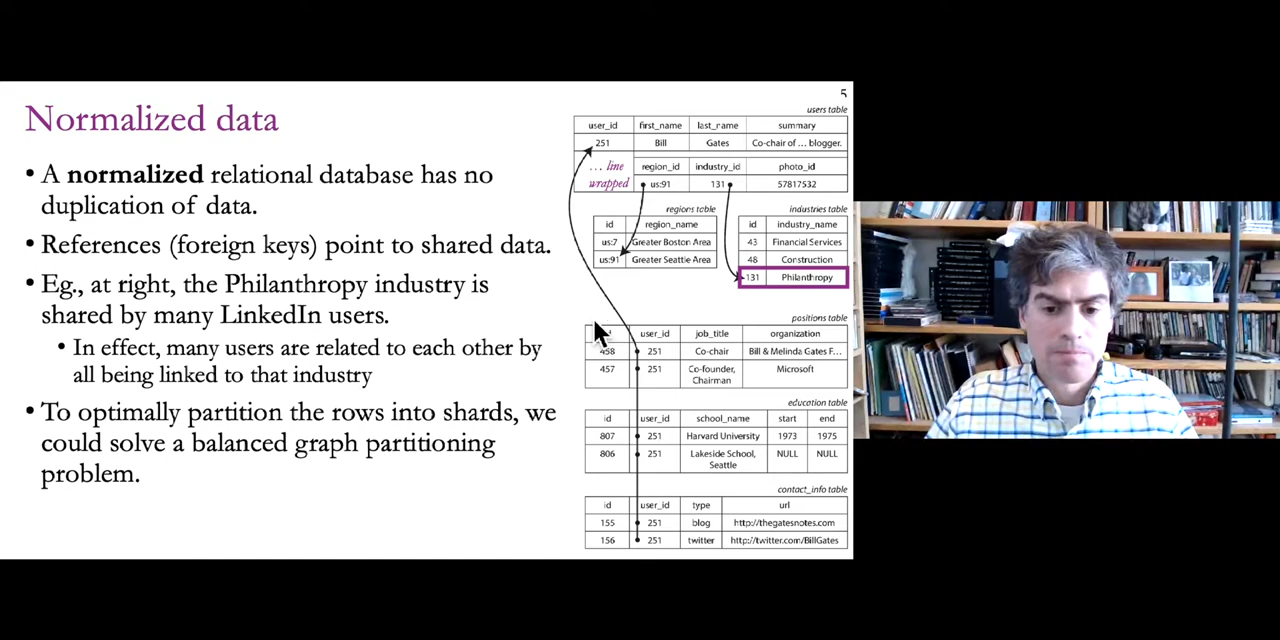 Normalized data
• A normalized relational database has no
duplication of data.
• References (foreign keys) point to shared data.
• Eg., at right, the Philanthropy industry is
shared by many LinkedIn users.
• In effect, many users are related to each other by
all being linked to that industry
• To optimally partition the rows into shards, we
could solve a balanced graph partitioning
problem.
5
users table
user_id first_name last_name summary
251 Bill Gates Co-chair of ... blogger.
... line
wrapped
region_id industry_id photo_id
us:91 131 57817532
regions table
id region_name
us:7 Greater Boston Area
us:91 Greater Seattle Area
industries table
id industry_name
43 Financial Services
48 Construction
131 Philanthropy
positions table
user_id job_title organization
458 251 Co-chair Bill & Melinda Gates F...
457 251 Co-founder, Chairman Microsoft
education table
id user_id school_name start end
807 251 Harvard University 1973 1975
806 251 Lakeside School, Seattle NULL NULL
contact_info table
id user_id type url
155 251 blog http://thegatesnotes.com
156 251 twitter http://twitter.com/BillGates